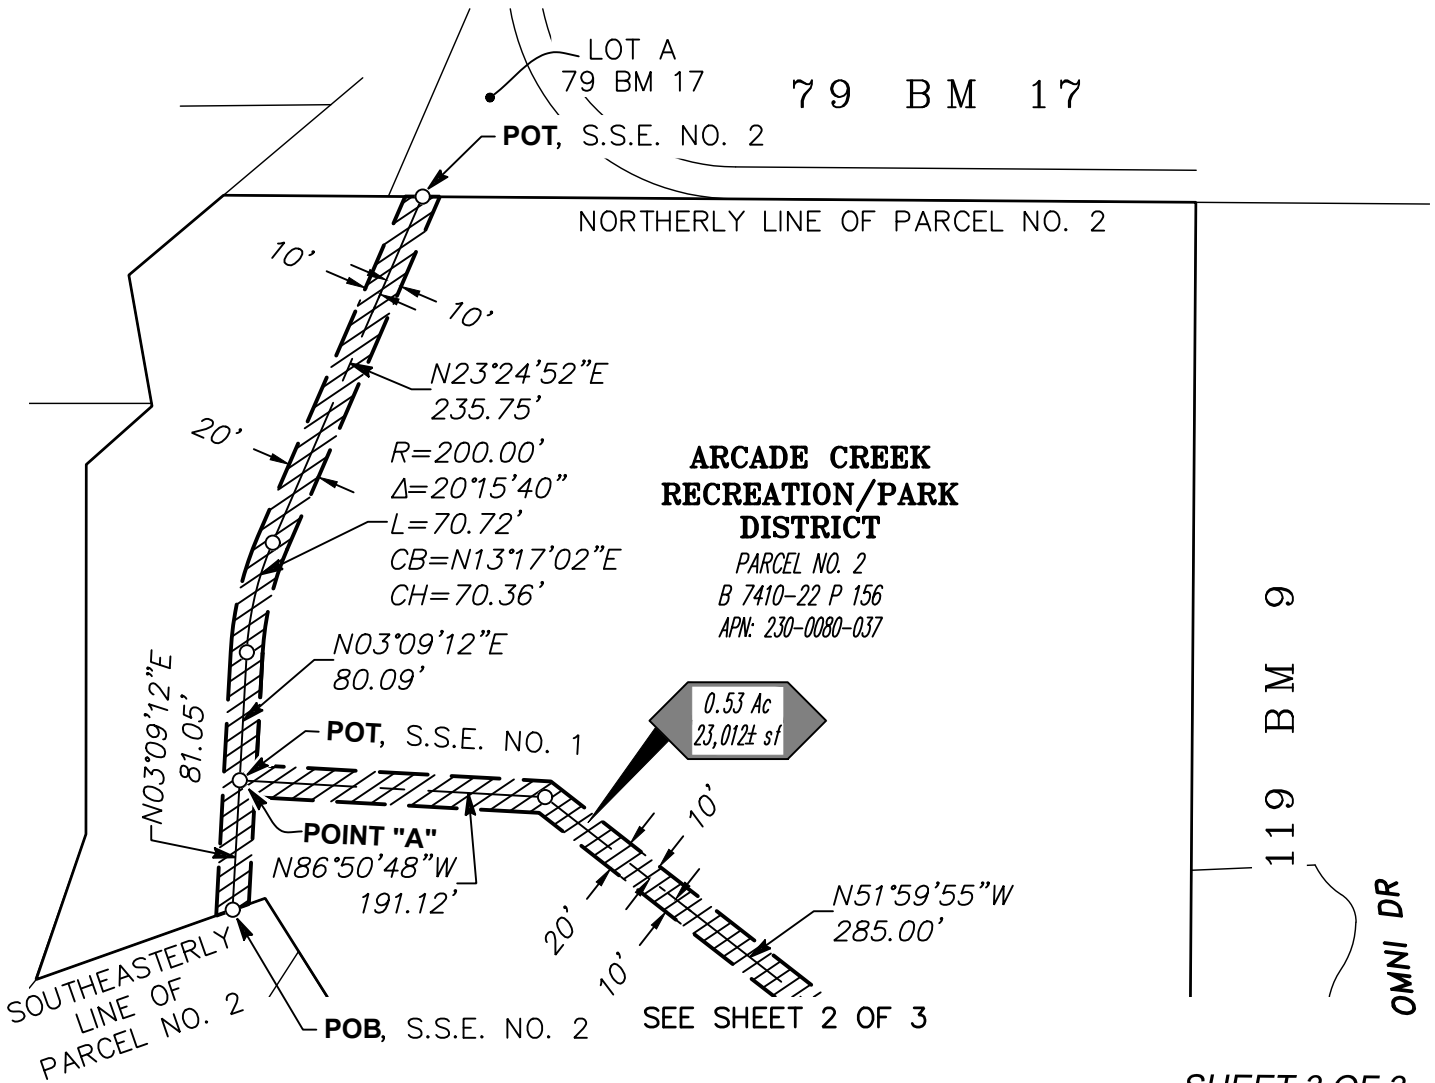 LOT A
79 BM 17
79 BM 17
POT, S.S.E. NO. 2
NORTHERLY LINE OF PARCEL NO. 2
10'
10'
N23°24'52"E
235.75'
20'
R=200.00'
Δ=20°15'40"
L=70.72'
CB=N13°17'02"E
CH=70.36'
ARCADE CREEK
RECREATION/PARK
DISTRICT
PARCEL NO. 2
B 7410-22 P 156
APN: 230-0080-037
119 BM 9
N03°09'12"E
80.09'
N03°09'12"E
81.05'
0.53 Ac
23,012± sf
POT, S.S.E. NO. 1
POINT "A"
N86°50'48"W
191.12'
10'
20'
10'
N51°59'55"W
285.00'
OMNI DR
SOUTHEASTERLY
LINE OF
PARCEL NO. 2
POB, S.S.E. NO. 2
SEE SHEET 2 OF 3